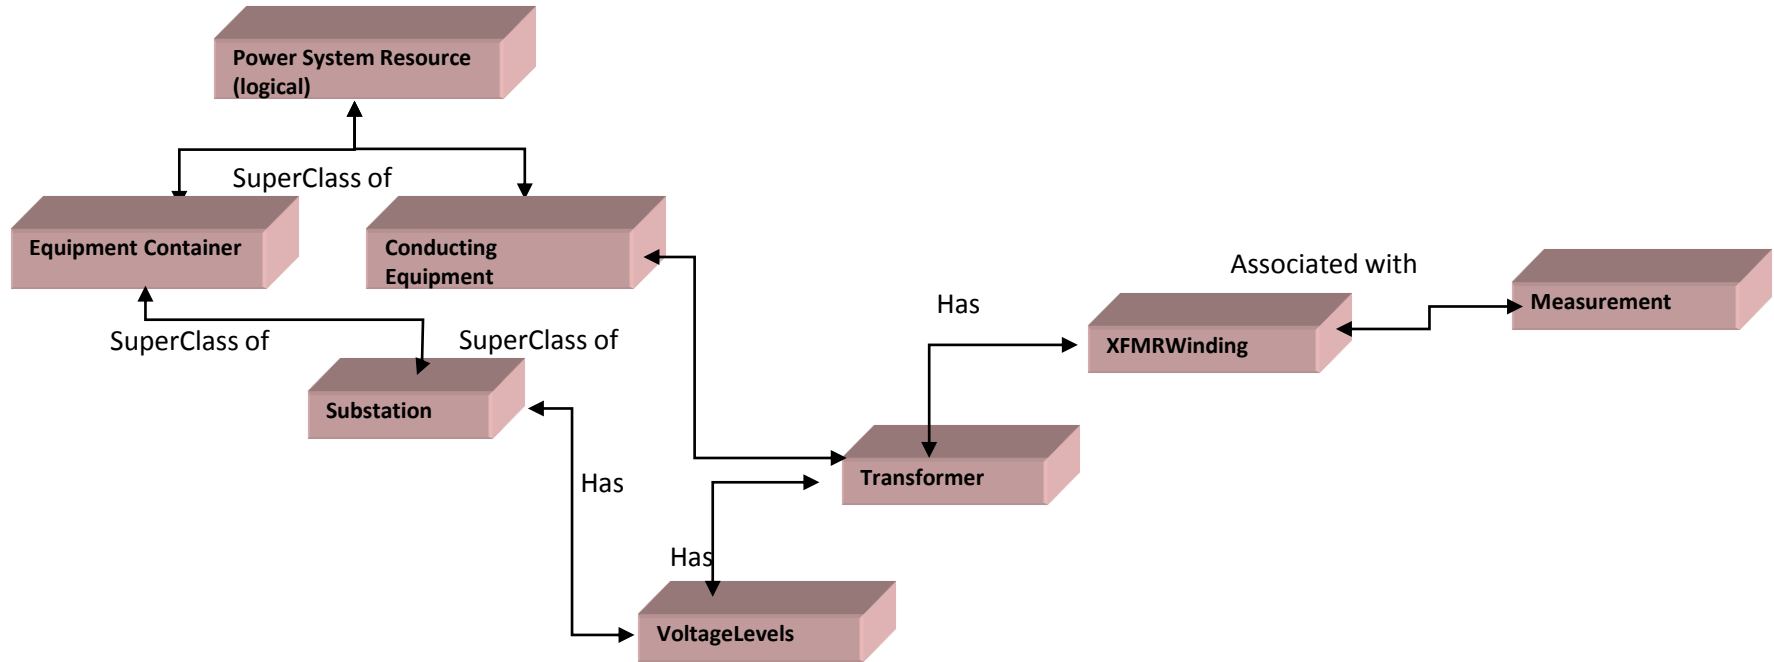 Power System Resource
(logical)
SuperClass of
Equipment Container
Conducting
Equipment
Associated with
Measurement
Has
SuperClass of
SuperClass of
XFMRWinding
Substation
Has
Transformer
Has
VoltageLevels